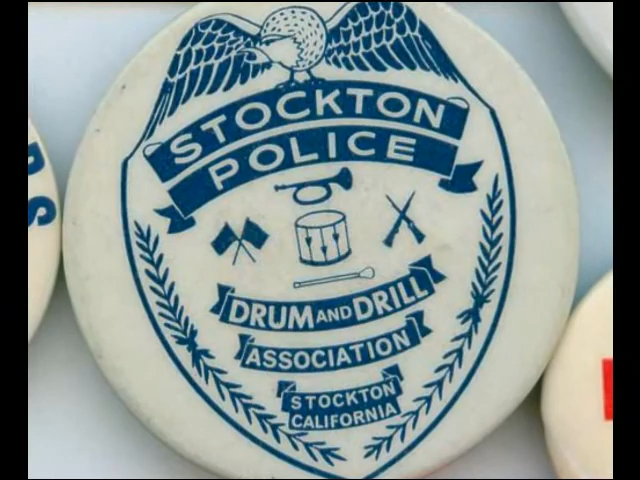 STOCKTON
POLICE
DRUM AND DRILL
ASSOCIATION
STOCKTON
CALIFORNIA